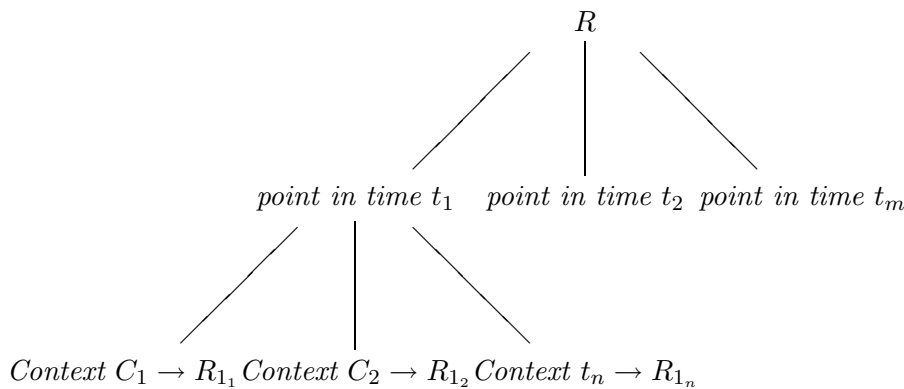 R
point in time t₁ point in time t₂ point in time tₘ
Context C₁ → R₁₁ Context C₂ → R₁₂ Context tₙ → R₁ₙ